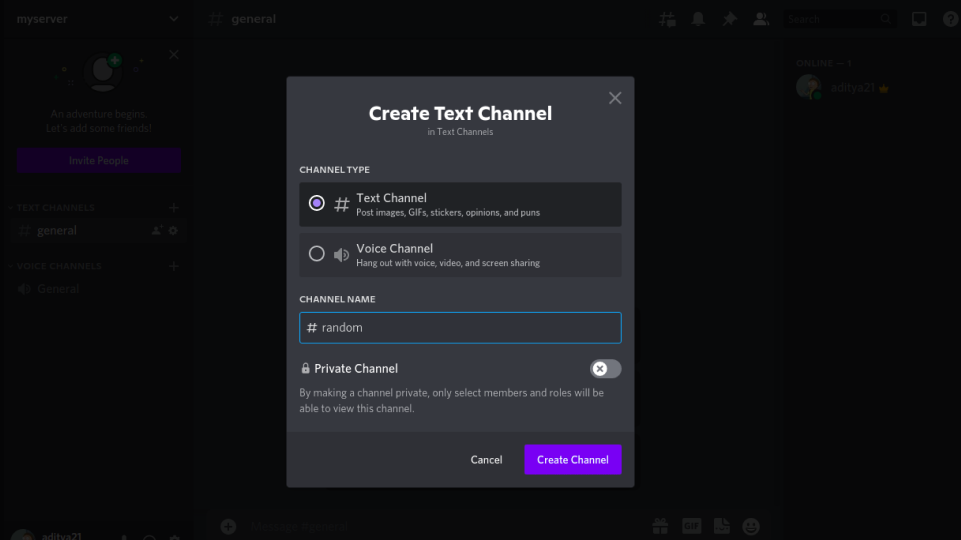 myserver
general
Search
ONLINE — 1
aditya21
An adventure begins.
Let's add some friends!
Invite People
TEXT CHANNELS
general
VOICE CHANNELS
General
Create Text Channel
in Text Channels
CHANNEL TYPE
Text Channel
Post images, GIFs, stickers, opinions, and puns
Voice Channel
Hang out with voice, video, and screen sharing
CHANNEL NAME
# random
Private Channel
By making a channel private, only select members and roles will be
able to view this channel.
Cancel
Create Channel
Message #general
GIF
aditya21